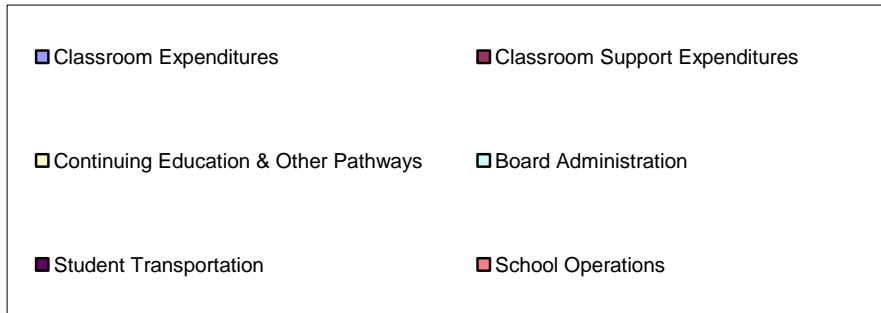 Classroom Expenditures
Classroom Support Expenditures
Continuing Education & Other Pathways
Board Administration
Student Transportation
School Operations